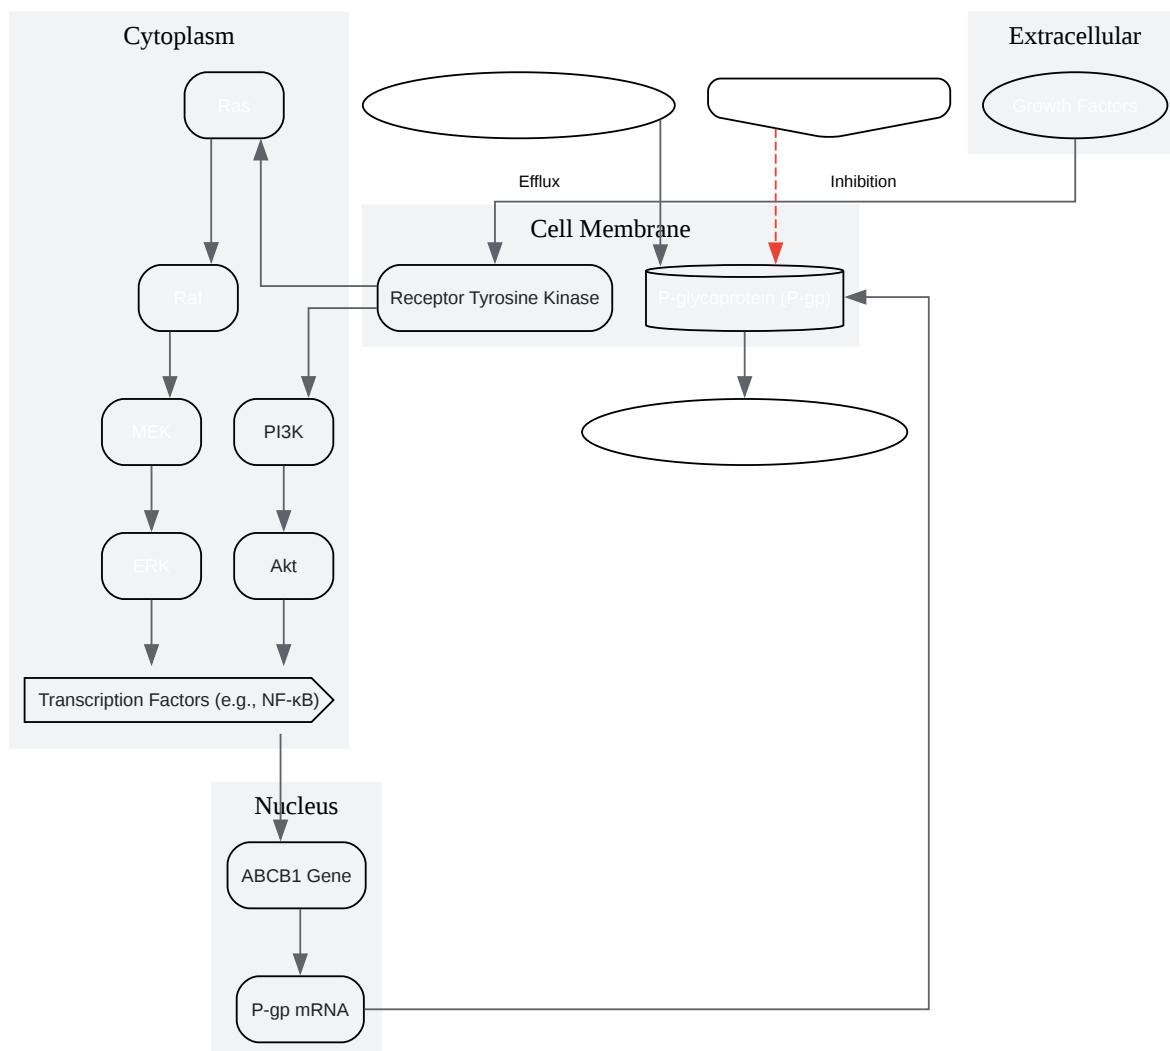 Cytoplasm
Extracellular
Ras
Growth Factors
Efflux
Inhibition
Cell Membrane
Raf
Receptor Tyrosine Kinase
P-glycoprotein (P-gp)
MEK
PI3K
ERK
Akt
Transcription Factors (e.g., NF-κB)
Nucleus
ABCB1 Gene
P-gp mRNA